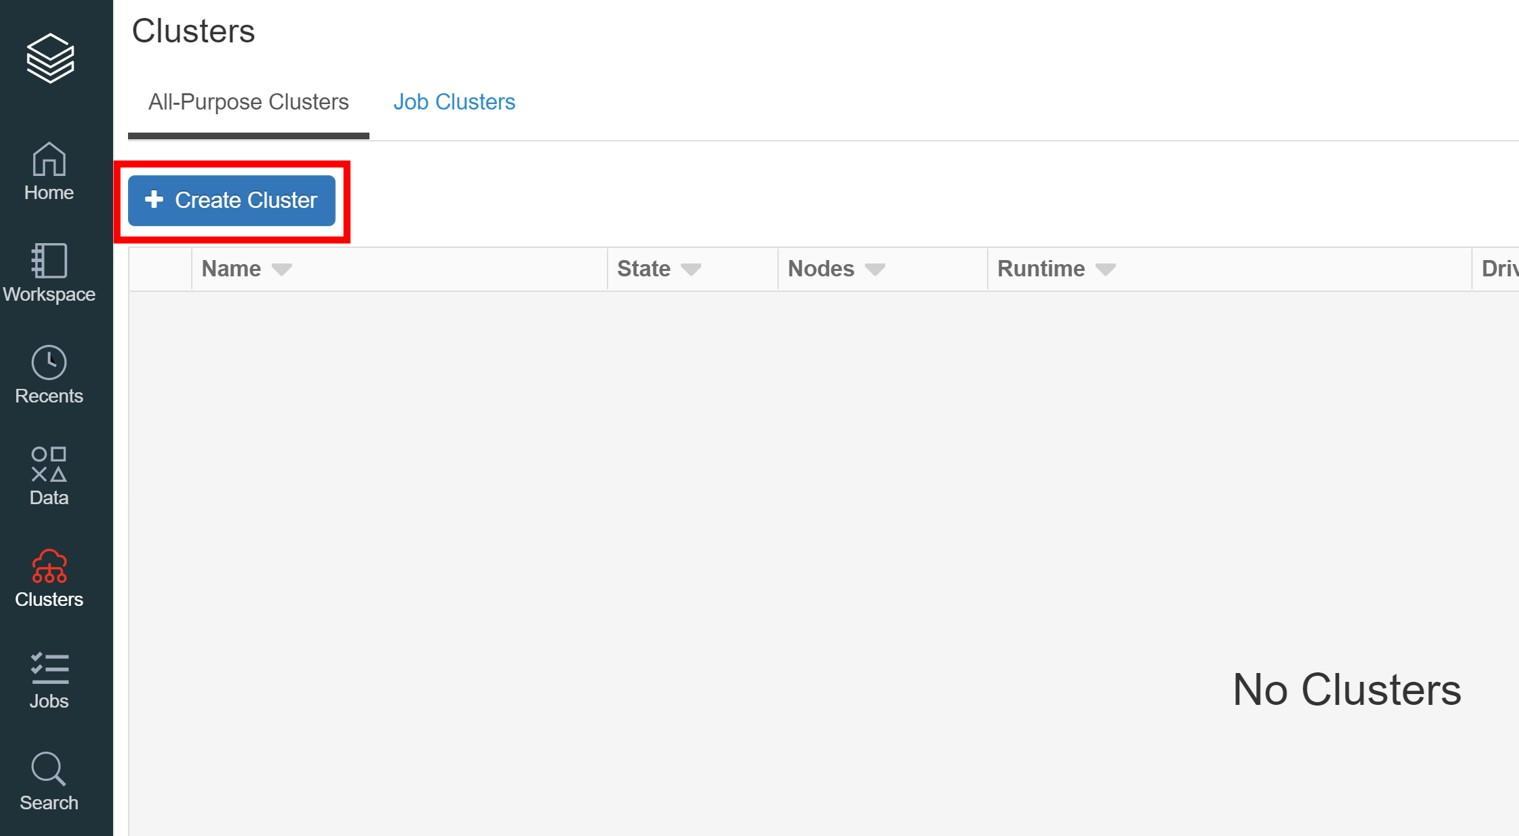 Clusters
All-Purpose Clusters Job Clusters
+ Create Cluster
Name State Nodes Runtime Driv
No Clusters
Home
Workspace
Recents
Data
Clusters
Jobs
Search